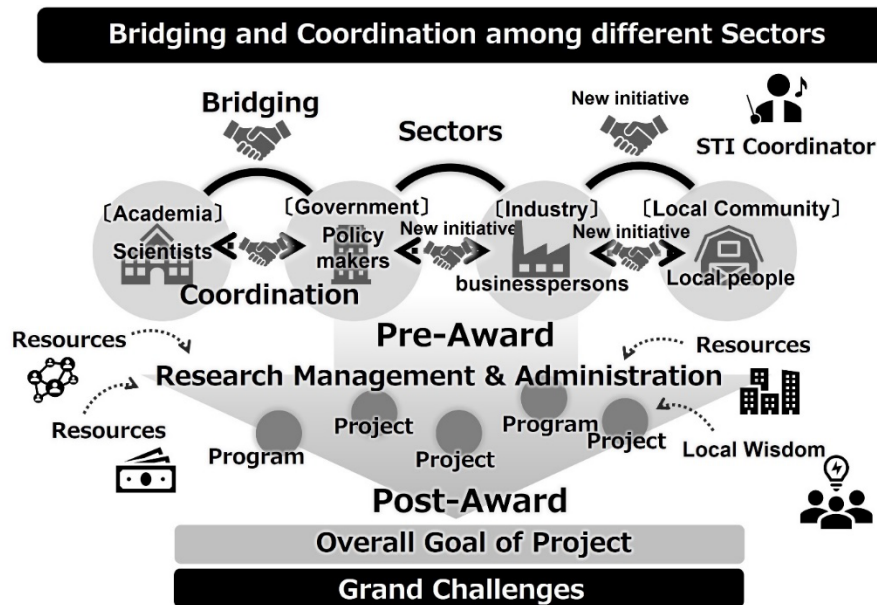 Bridging and Coordination among different Sectors
Bridging
Sectors
New initiative
STI Coordinator
〔Academia〕
〔Government〕
〔Industry〕
〔Local Community〕
Scientists
Policy
makers
New initiative
New initiative
businesspersons
Local people
Coordination
Pre-Award
Resources
Resources
Research Management & Administration
Resources
Program
Project
Project
Program
Project
Local Wisdom
Post-Award
Overall Goal of Project
Grand Challenges